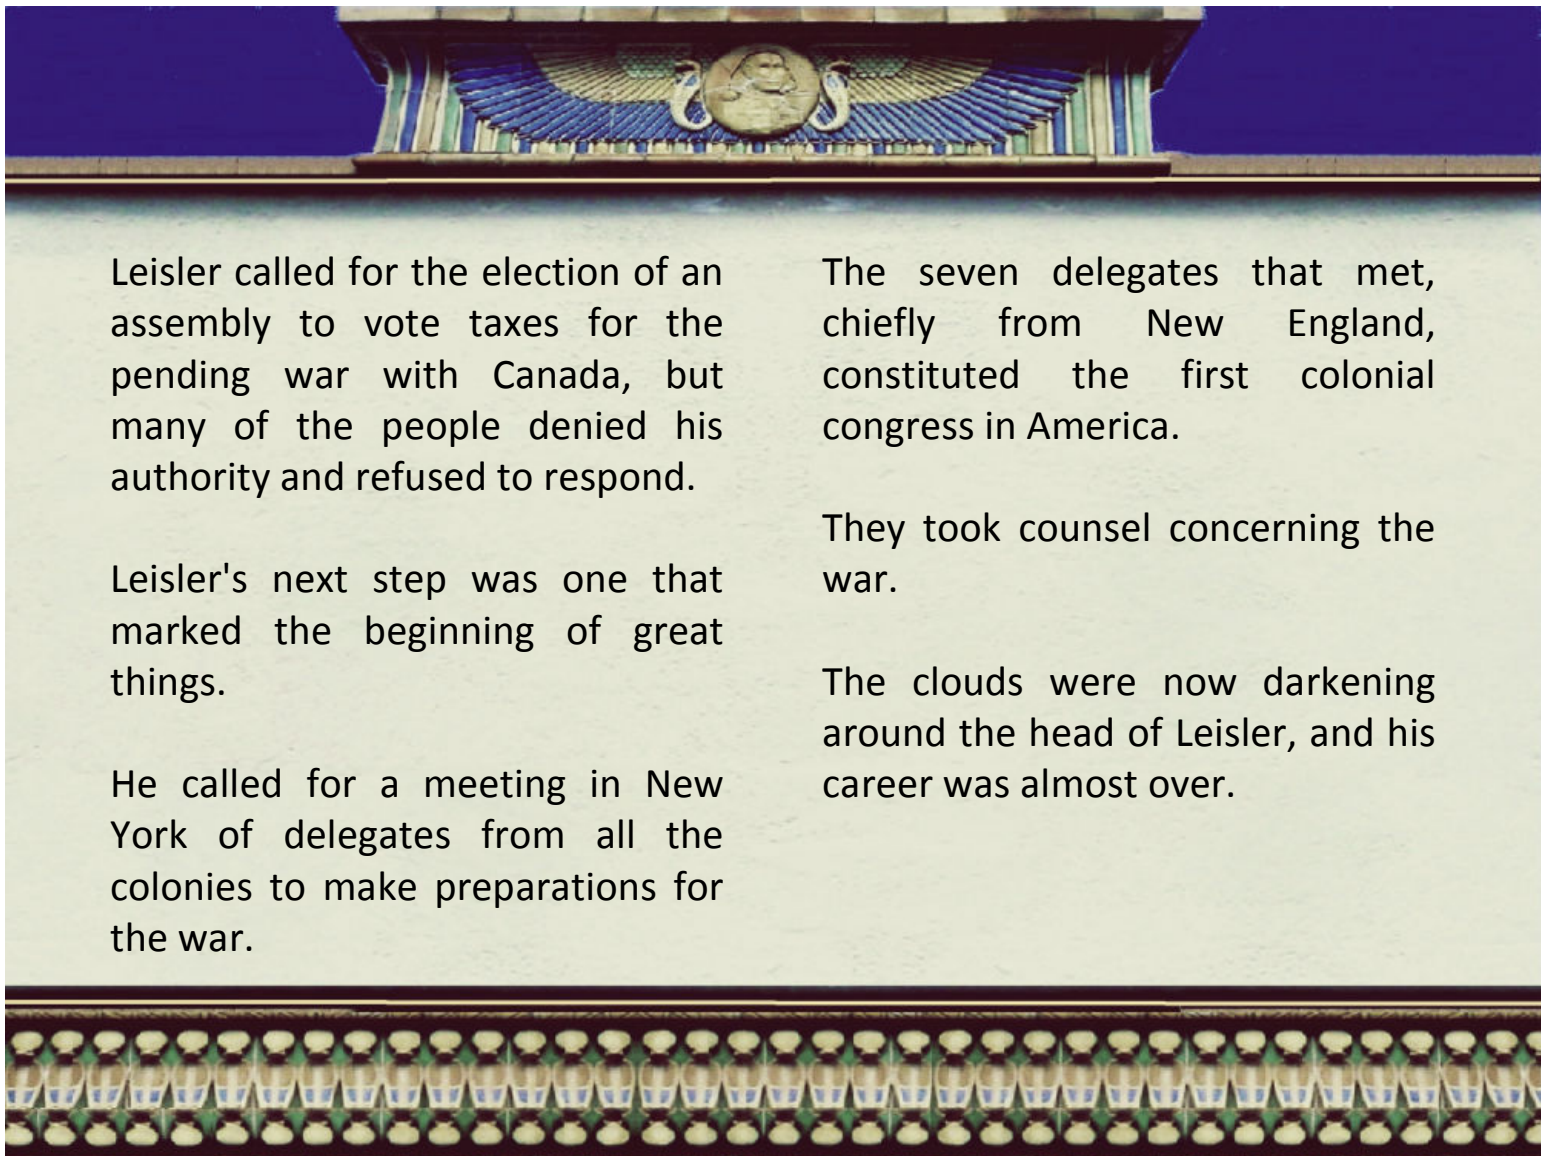 Leisler called for the election of an
assembly to vote taxes for the
pending war with Canada, but
many of the people denied his
authority and refused to respond.
Leisler's next step was one that
marked the beginning of great
things.
He called for a meeting in New
York of delegates from all the
colonies to make preparations for
the war.
The seven delegates that met,
chiefly from New England,
constituted the first colonial
congress in America.
They took counsel concerning the
war.
The clouds were now darkening
around the head of Leisler, and his
career was almost over.